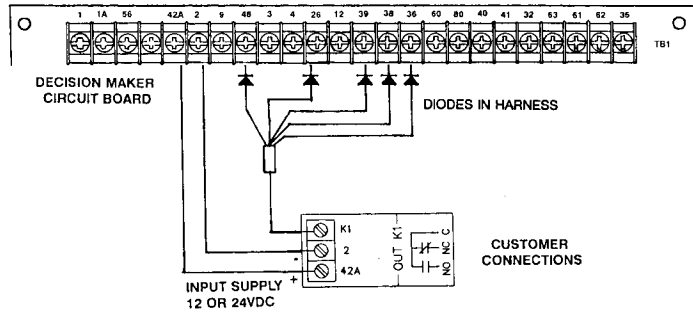 1 1A 56 42A 2 9 48 3 4 26 12 39 38 36 60 80 40 41 32 63 61 62 35
TB1
DECISION MAKER
CIRCUIT BOARD
DIODES IN HARNESS
K1
2
-
42A
+
OUT K1
C
NC
NO
CUSTOMER
CONNECTIONS
INPUT SUPPLY
12 OR 24VDC